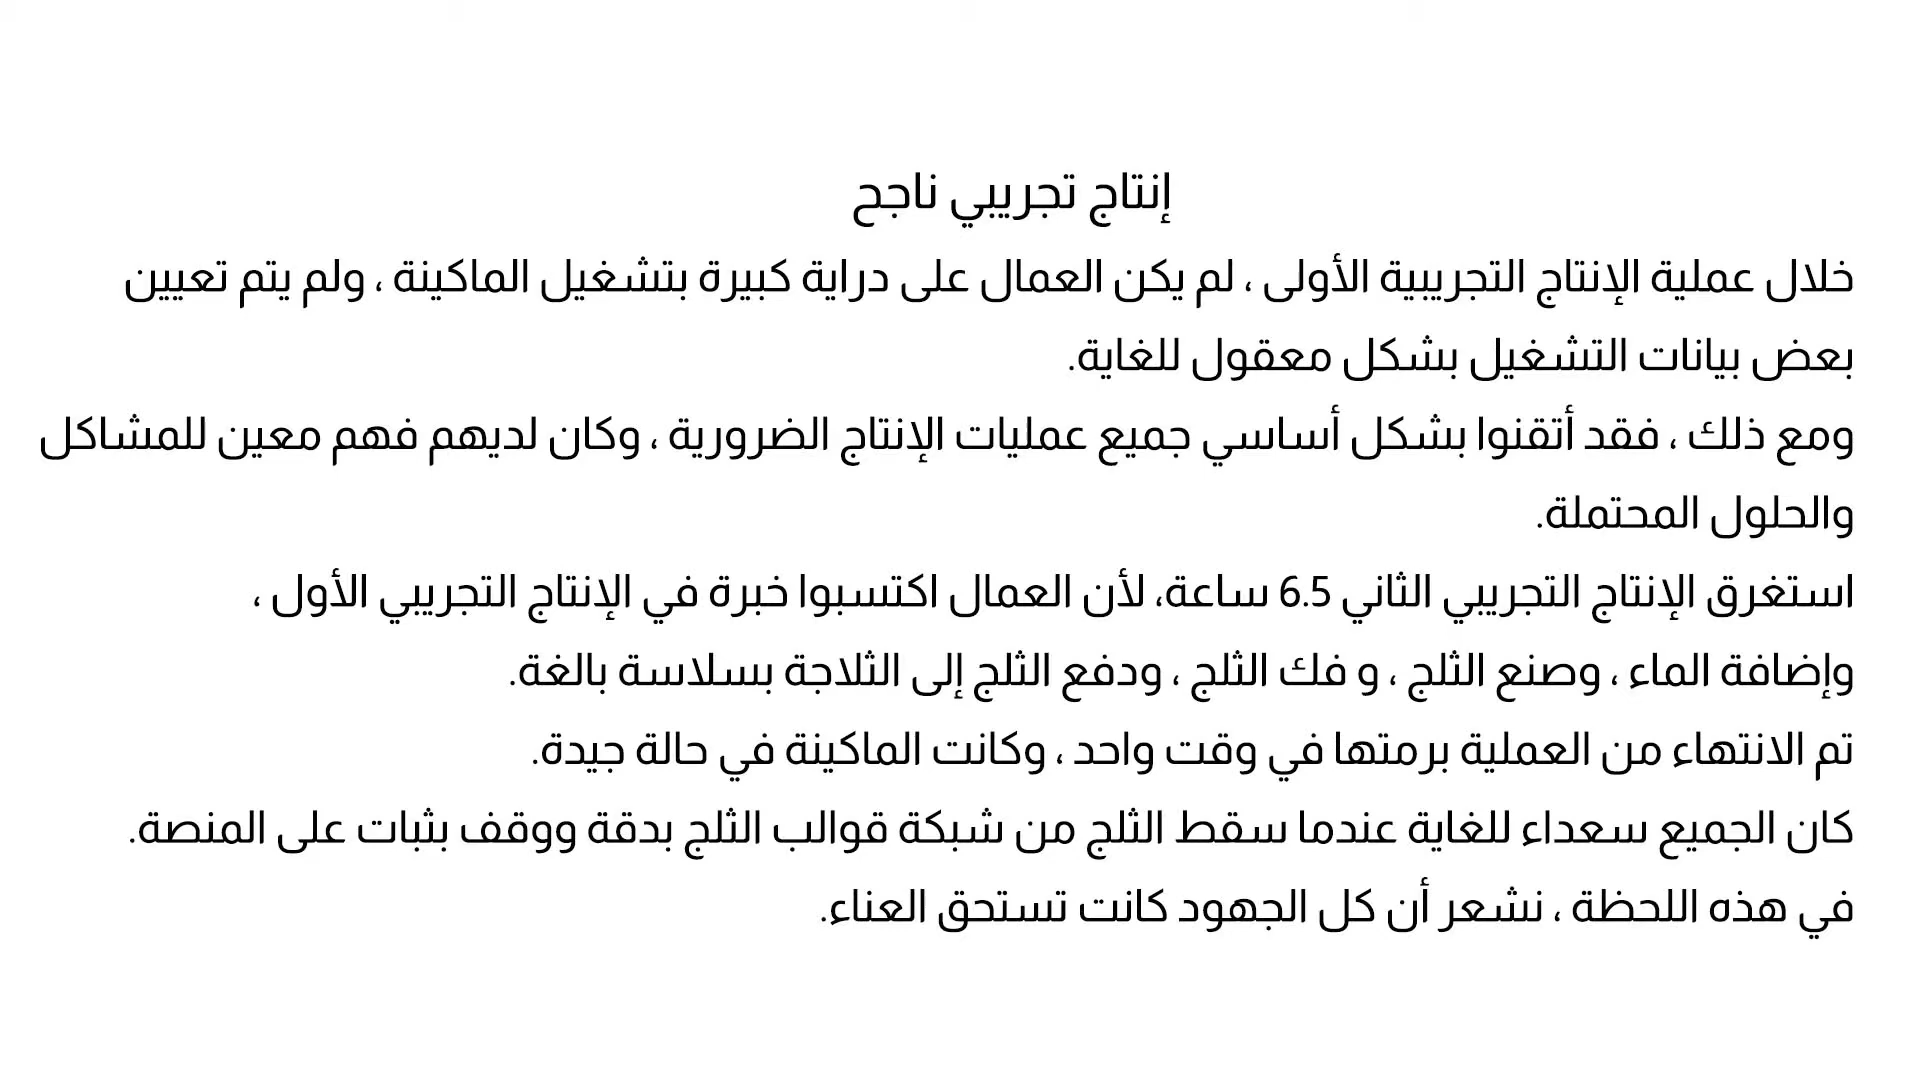 إنتاج تجريبي ناجح
خلال عملية الإنتاج التجريبية الأولى ، لم يكن العمال على دراية كبيرة بتشغيل الماكينة ، ولم يتم تعيين
بعض بيانات التشغيل بشكل معقول للغاية.
ومع ذلك ، فقد أتقنوا بشكل أساسي جميع عمليات الإنتاج الضرورية ، وكان لديهم فهم معين للمشاكل
والحلول المحتملة.
استغرق الإنتاج التجريبي الثاني 6.5 ساعة، لأن العمال اكتسبوا خبرة في الإنتاج التجريبي الأول ،
وإضافة الماء ، وصنع الثلج ، و فك الثلج ، ودفع الثلج إلى الثلاجة بسلاسة بالغة.
تم الانتهاء من العملية برمتها في وقت واحد ، وكانت الماكينة في حالة جيدة.
كان الجميع سعداء للغاية عندما سقط الثلج من شبكة قوالب الثلج بدقة ووقف بثبات على المنصة.
في هذه اللحظة ، نشعر أن كل الجهود كانت تستحق العناء.